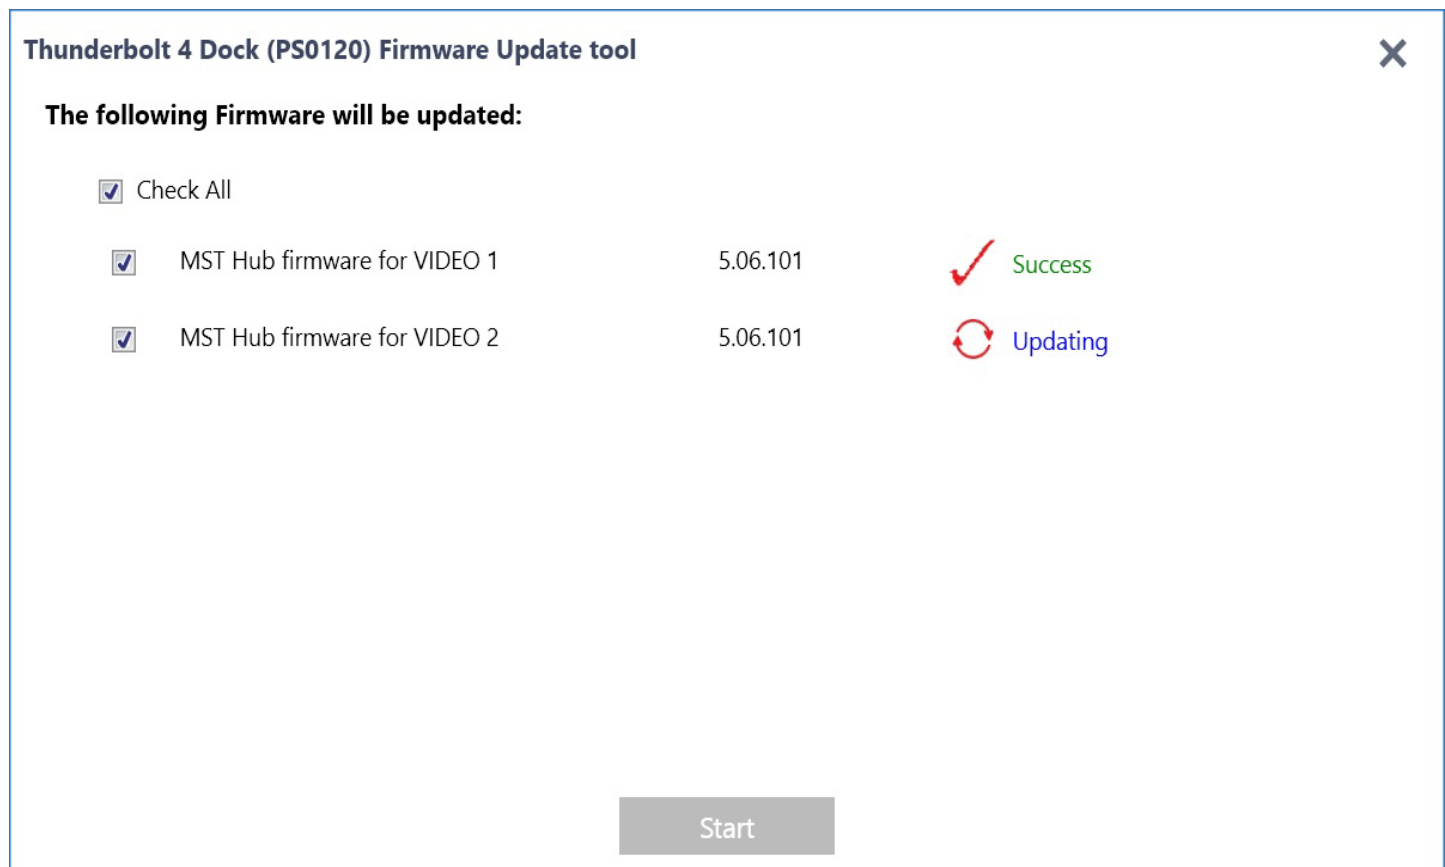 Thunderbolt 4 Dock (PS0120) Firmware Update tool
The following Firmware will be updated:
Check All
MST Hub firmware for VIDEO 1 5.06.101 Success
MST Hub firmware for VIDEO 2 5.06.101 Updating
Start